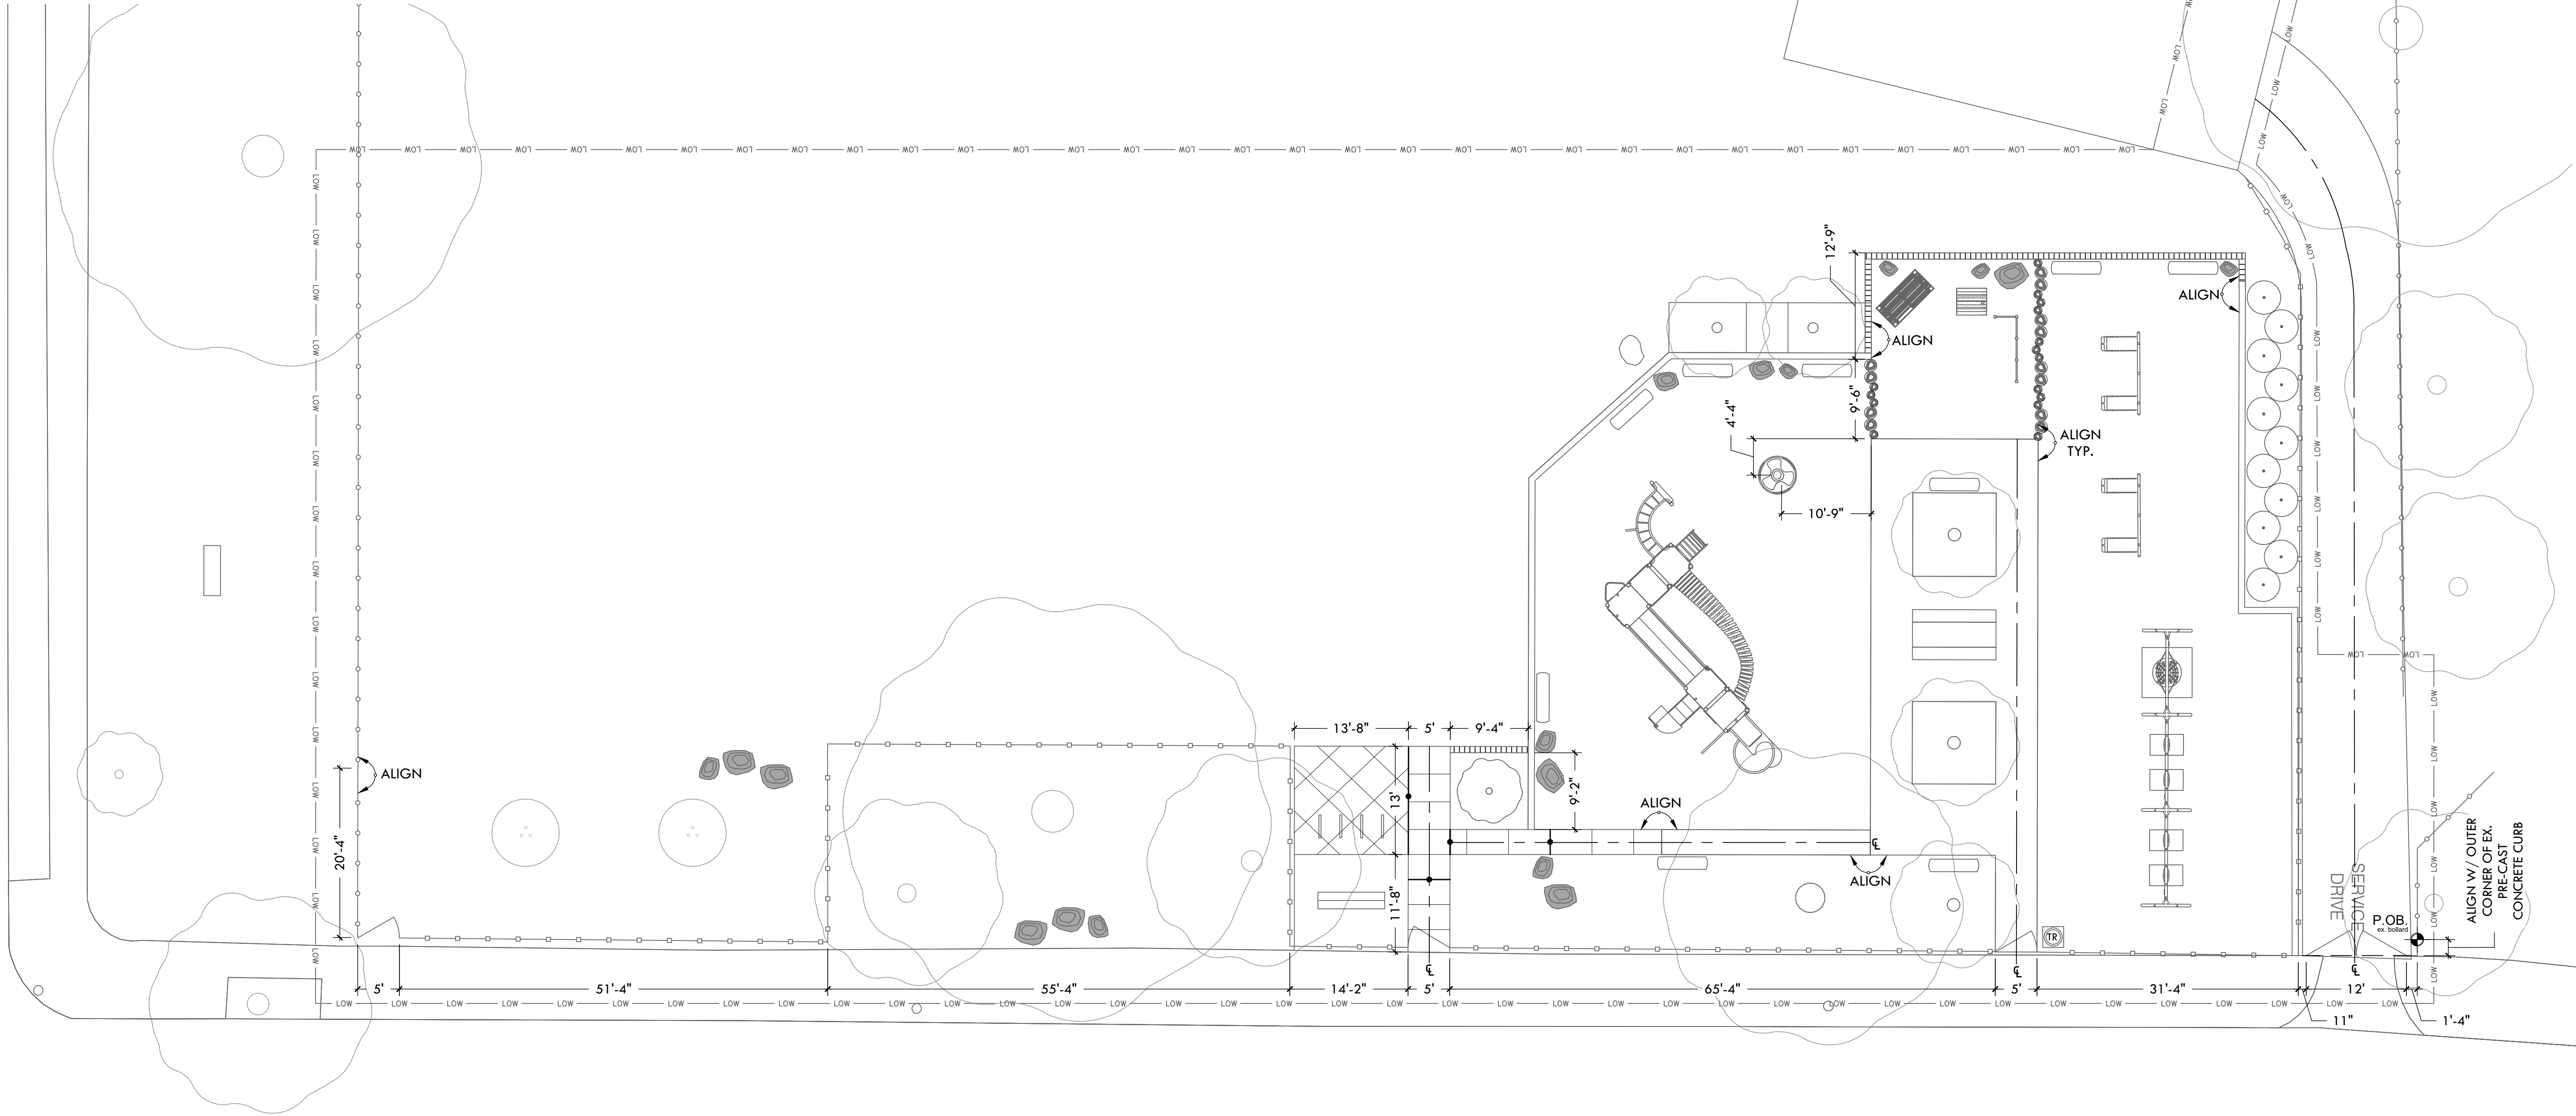 LOW
12'-9"
ALIGN
ALIGN
9'-6"
4'-4"
ALIGN
TYP.
10'-9"
13'-8"
5'
9'-4"
ALIGN
20'-4"
13'
9'-2"
ALIGN
℄
ALIGN
11'-8"
SERVICE
DRIVE
P.OB.
ex. bollard
TR
ALIGN W/ OUTER
CORNER OF EX.
PRE-CAST
CONCRETE CURB
℄
℄
℄
5'
51'-4"
55'-4"
14'-2"
5'
65'-4"
5'
31'-4"
12'
11"
1'-4"